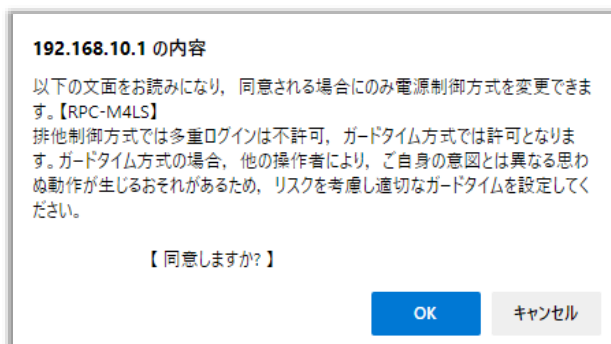 192.168.10.1 の内容
以下の文面をお読みになり，同意される場合にのみ電源制御方式を変更できま
す。【RPC-M4LS】
排他制御方式では多重ログインは不許可，ガードタイム方式では許可となりま
す。ガードタイム方式の場合，他の操作者により，ご自身の意図とは異なる思わ
ぬ動作が生じるおそれがあるため，リスクを考慮し適切なガードタイムを設定してく
ださい。
【 同意しますか? 】
OK
キャンセル